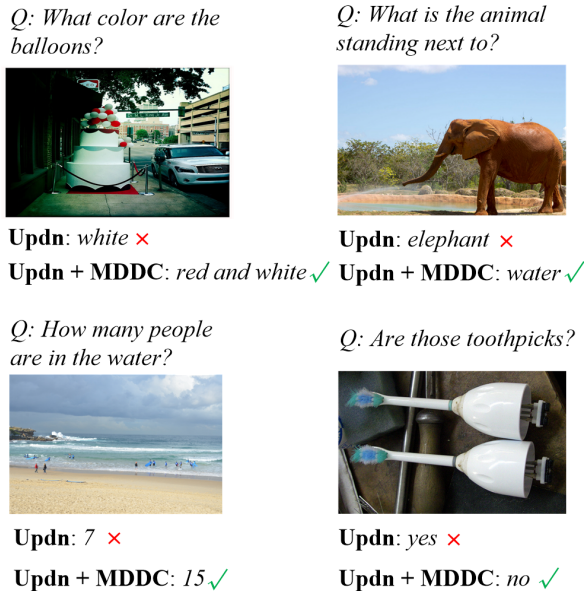 Q: What color are the
balloons?
Updn: white ×
Updn + MDDC: red and white ✓
Q: What is the animal
standing next to?
Updn: elephant ×
Updn + MDDC: water ✓
Q: How many people
are in the water?
Updn: 7 ×
Updn + MDDC: 15 ✓
Q: Are those toothpicks?
Updn: yes ×
Updn + MDDC: no ✓